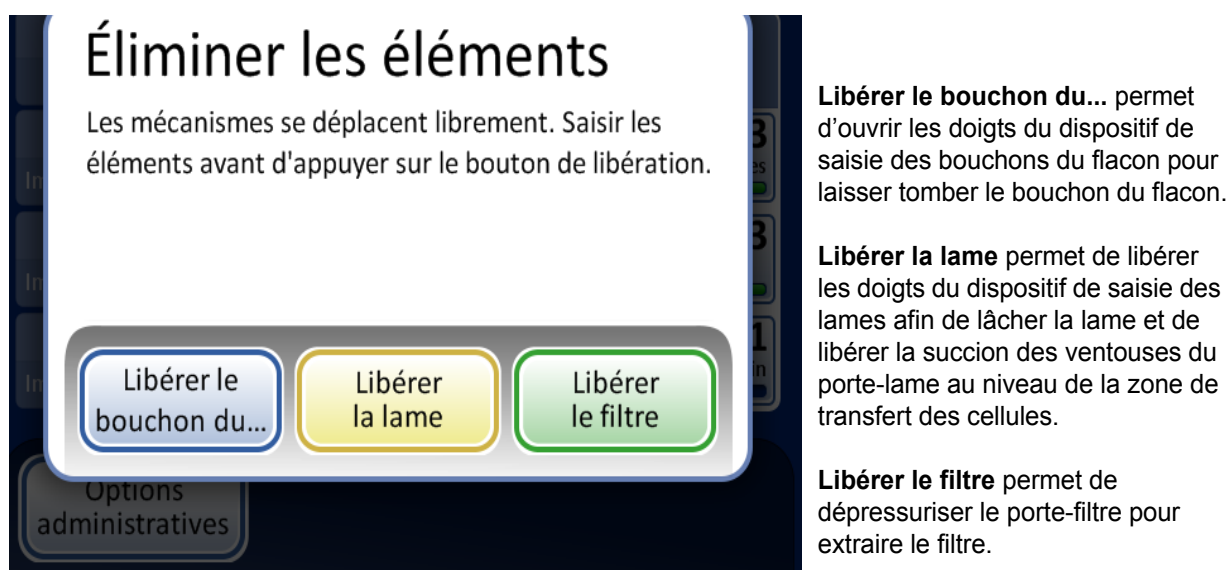 Éliminer les éléments
Les mécanismes se déplacent librement. Saisir les
éléments avant d'appuyer sur le bouton de libération.
Libérer le
bouchon du...
Libérer
la lame
Libérer
le filtre
Options
administratives
Libérer le bouchon du... permet
d’ouvrir les doigts du dispositif de
saisie des bouchons du flacon pour
laisser tomber le bouchon du flacon.
Libérer la lame permet de libérer
les doigts du dispositif de saisie des
lames afin de lâcher la lame et de
libérer la succion des ventouses du
porte-lame au niveau de la zone de
transfert des cellules.
Libérer le filtre permet de
dépressuriser le porte-filtre pour
extraire le filtre.